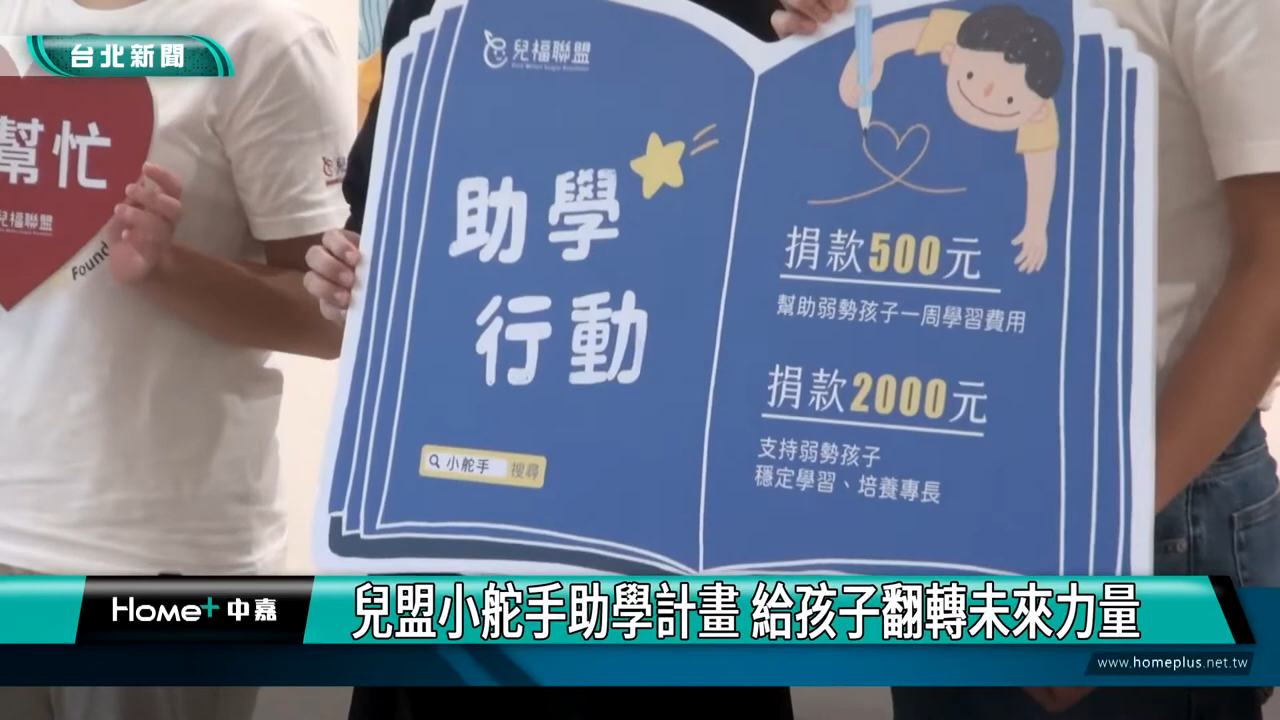 台北新聞
幫忙
兒福聯盟
Found
兒福聯盟
Child Welfare League Foundation
助學
行動
小舵手 搜尋
捐款500元
幫助弱勢孩子一周學習費用
捐款2000元
支持弱勢孩子
穩定學習、培養專長
Home+ 中嘉
兒盟小舵手助學計畫 給孩子翻轉未來力量
www.homeplus.net.tw